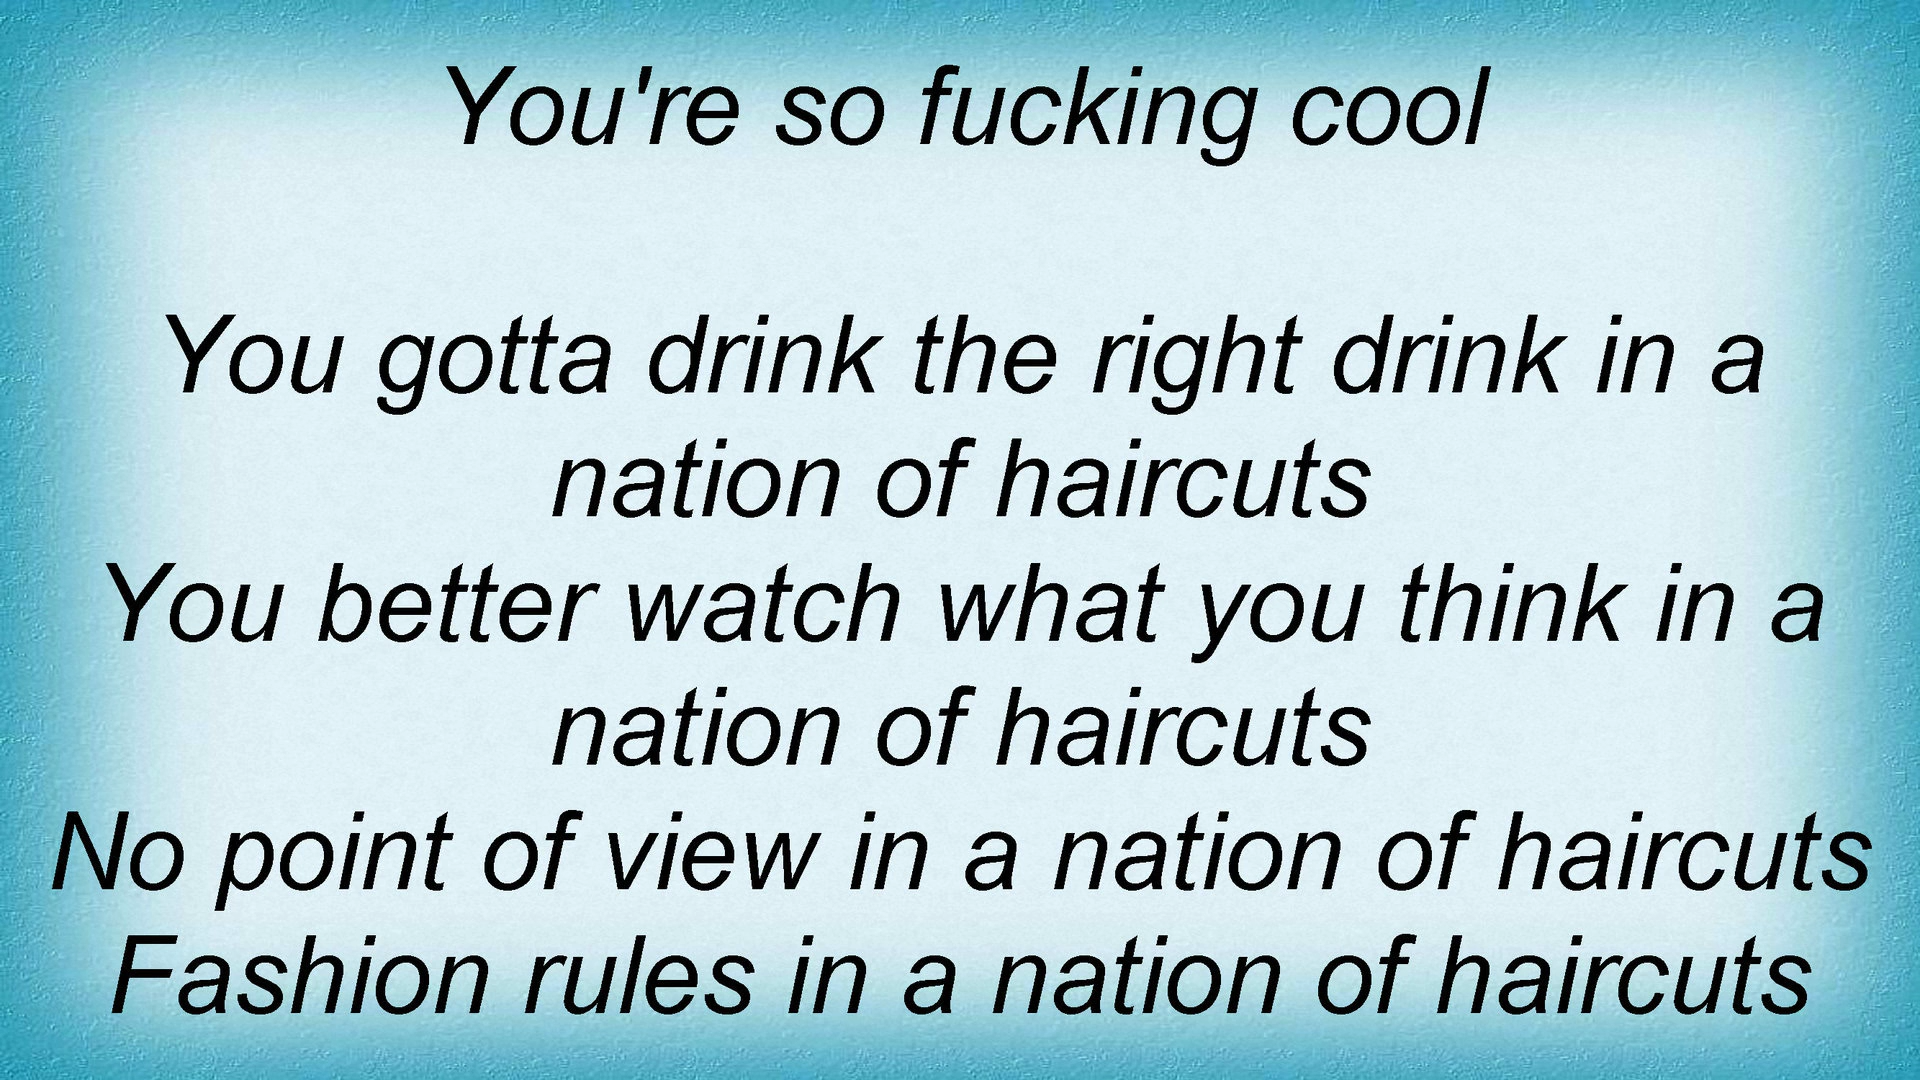 You're so fucking cool
You gotta drink the right drink in a
nation of haircuts
You better watch what you think in a
nation of haircuts
No point of view in a nation of haircuts
Fashion rules in a nation of haircuts